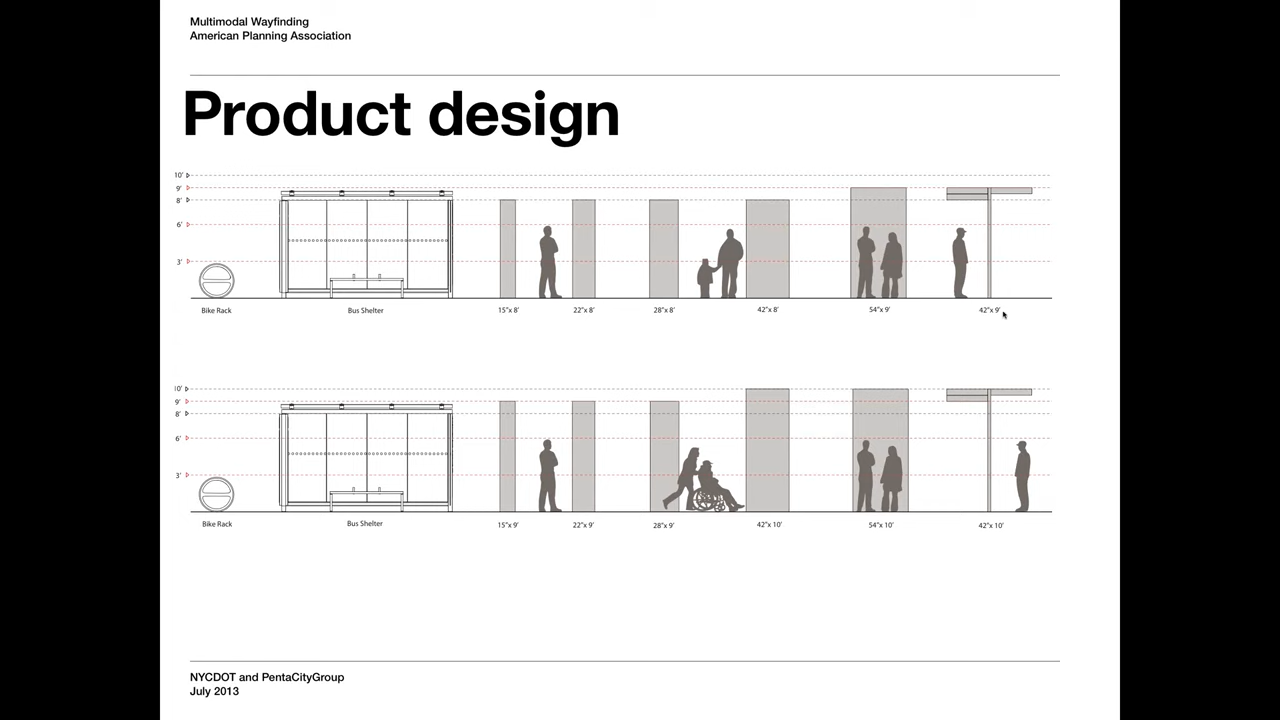 Multimodal Wayfinding
American Planning Association
Product design
10'
9'
8'
6'
3'
Bike Rack
Bus Shelter
15"x 8'
22"x 8'
28"x 8'
42"x 8'
54"x 9'
42"x 9'
10'
9'
8'
6'
3'
Bike Rack
Bus Shelter
15"x 9'
22"x 9'
28"x 9'
42"x 10'
54"x 10'
42"x 10'
NYCDOT and PentaCityGroup
July 2013